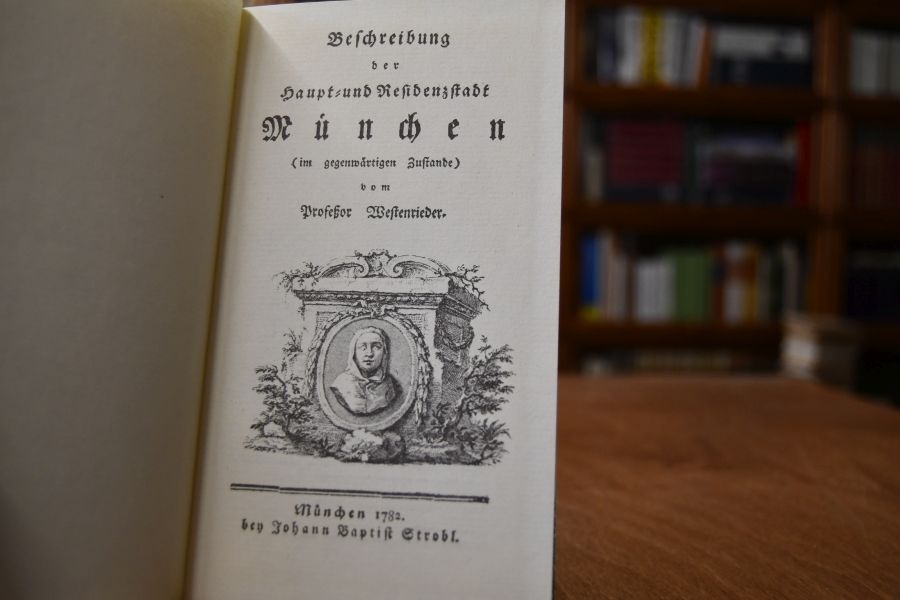 Beſchreibung
der
Haupt-und Reſidenzſtadt
München
(im gegenwärtigen Zuſtande)
vom
Profeßor Weſtenrieder.
München 1782.
bey Johann Baptiſt Strobl.